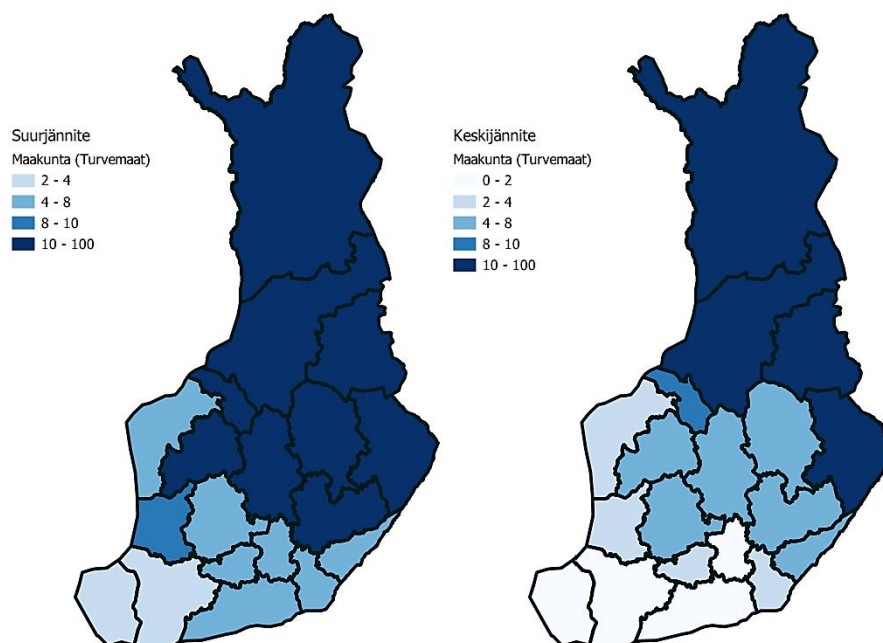 Suurjännite
Maakunta (Turvemaat)
2 - 4
4 - 8
8 - 10
10 - 100
Keskijännite
Maakunta (Turvemaat)
0 - 2
2 - 4
4 - 8
8 - 10
10 - 100